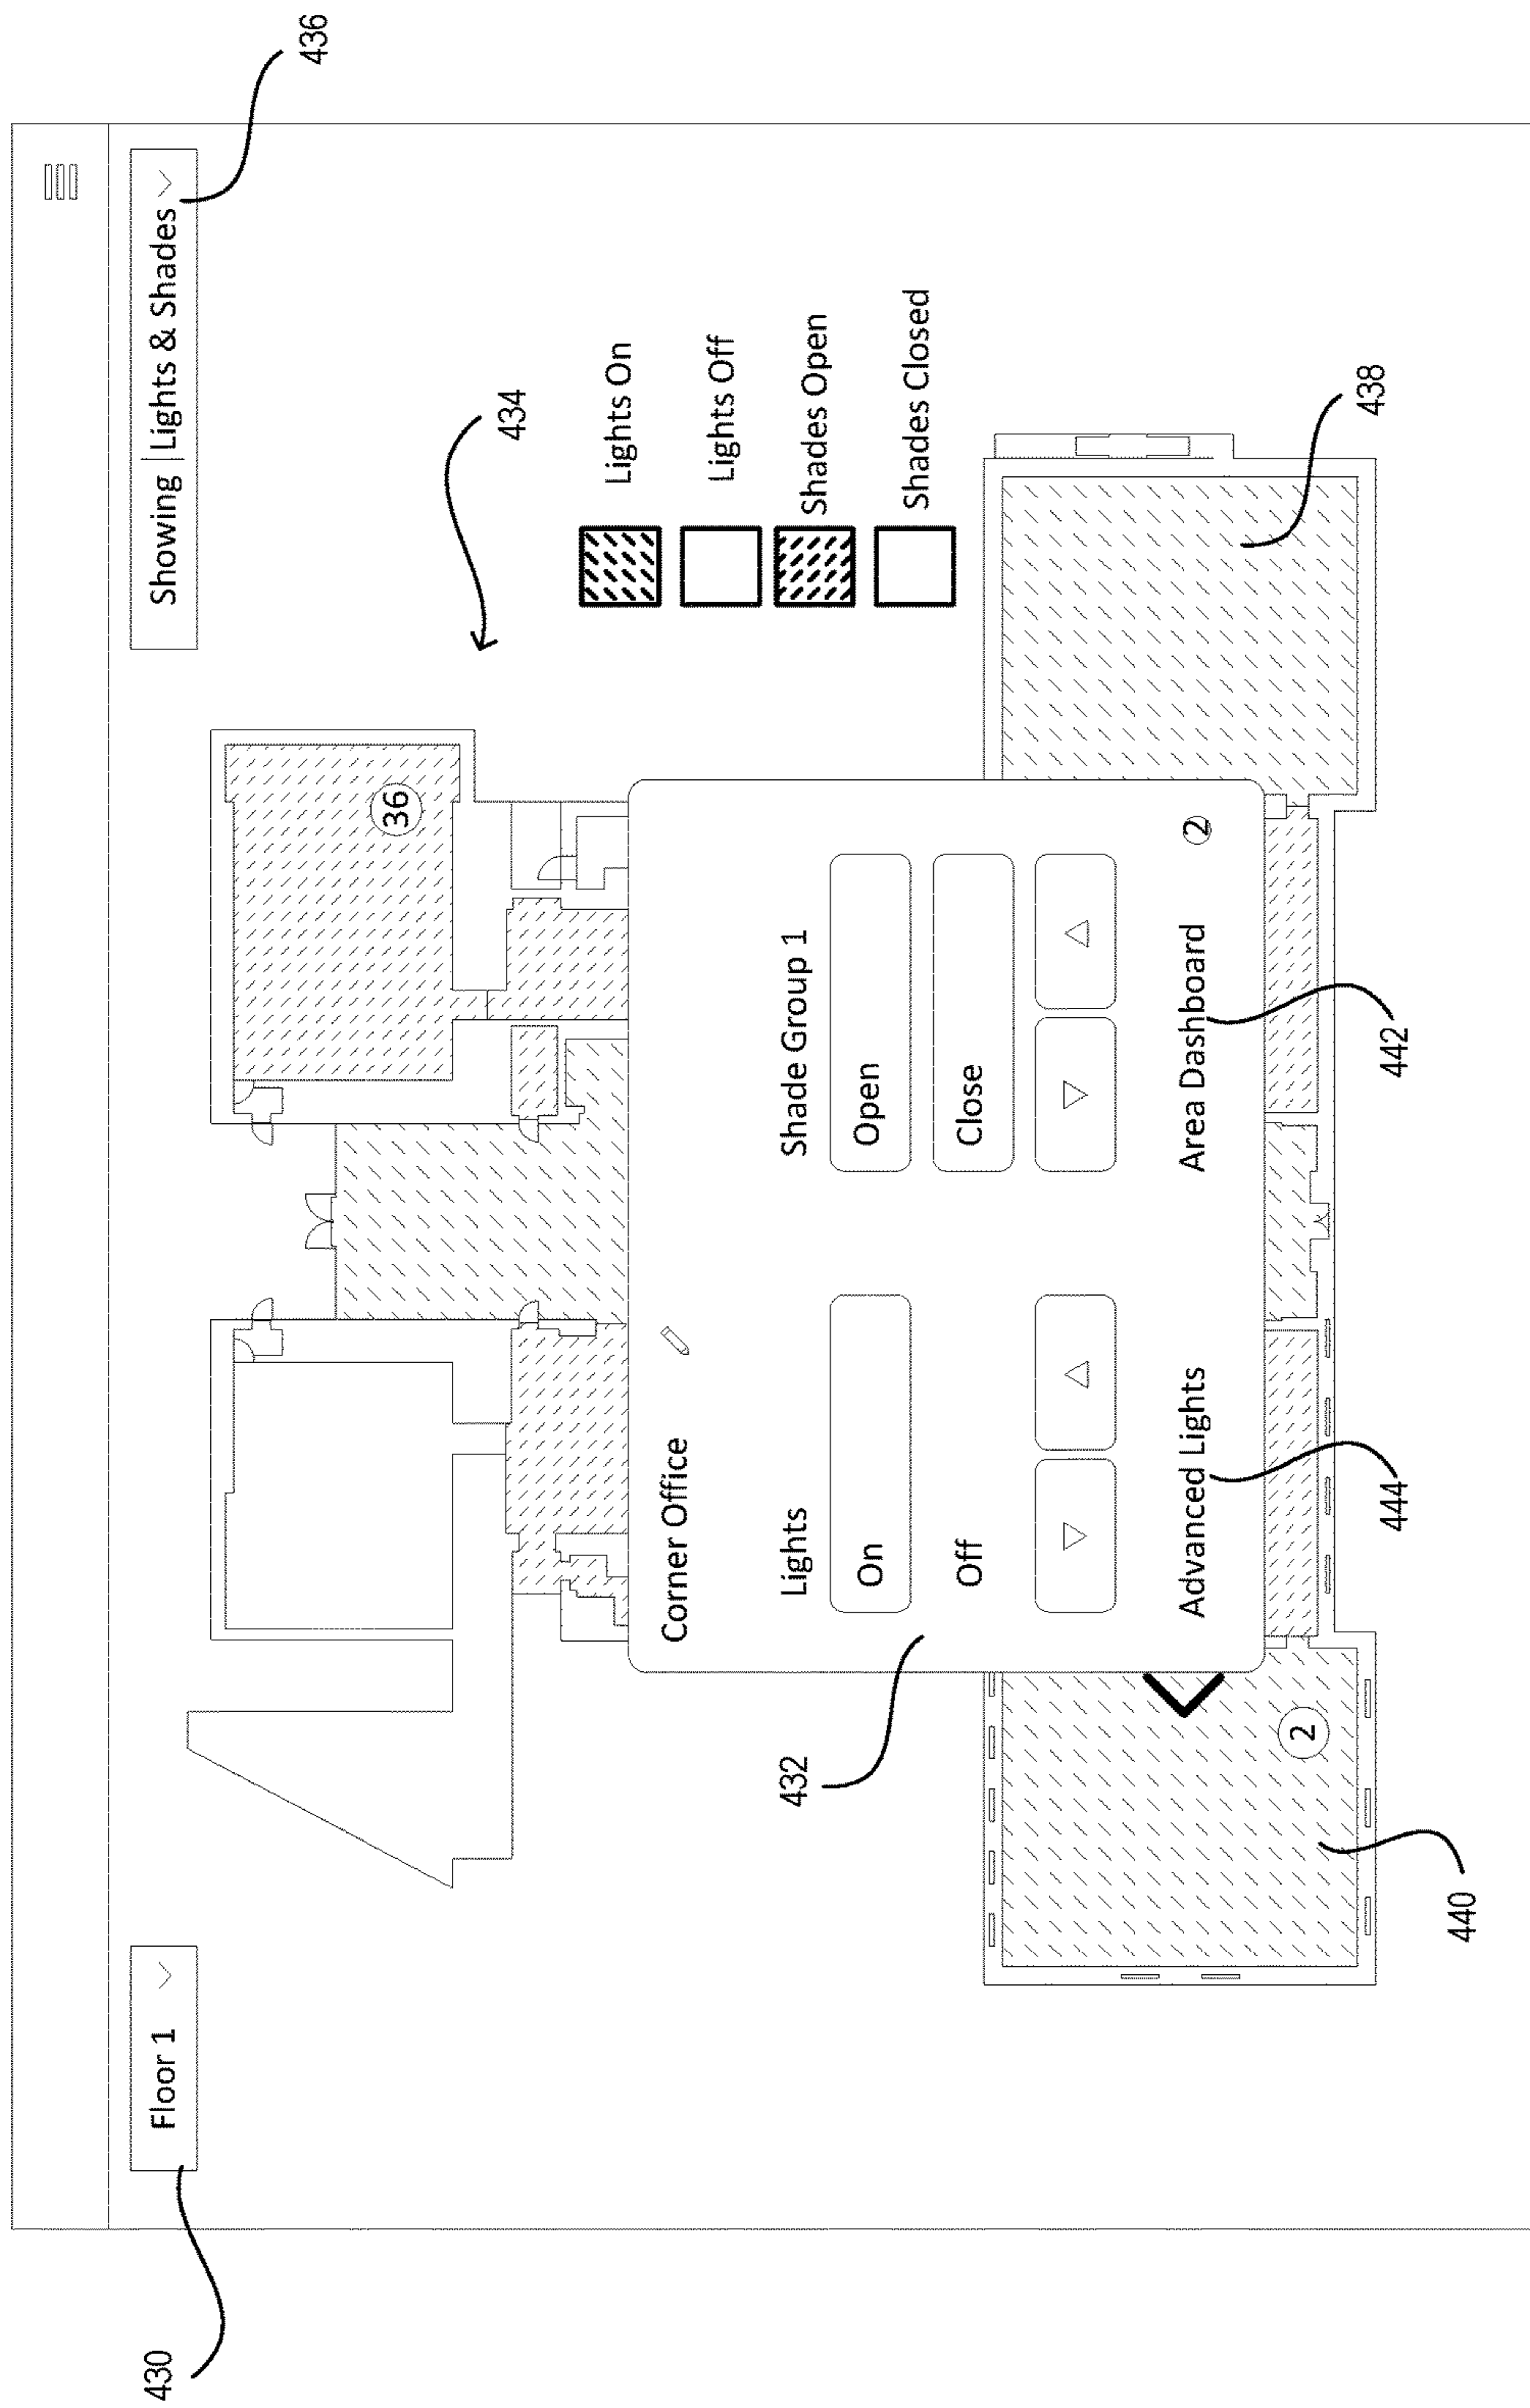 436
Floor 1
Showing Lights & Shades
430
434
36
Lights On
Lights Off
Shades Open
Shades Closed
Corner Office
432
Lights
Shade Group 1
On
Open
Off
Close
Advanced Lights
Area Dashboard
2
2
438
444
442
440